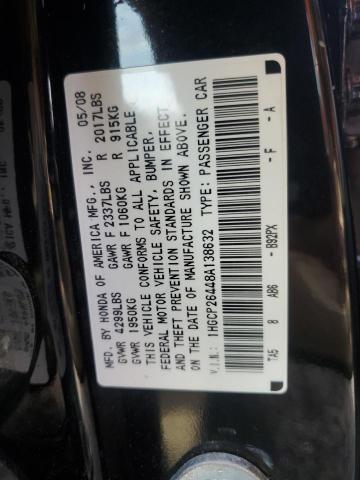 MFD. BY HONDA OF AMERICA MFG., INC. 05/08
GVWR 4299LBS GAWR F 2337LBS R 2017LBS
GVWR 1950KG GAWR F 1060KG R 915KG
THIS VEHICLE CONFORMS TO ALL APPLICABLE
FEDERAL MOTOR VEHICLE SAFETY, BUMPER,
AND THEFT PREVENTION STANDARDS IN EFFECT
ON THE DATE OF MANUFACTURE SHOWN ABOVE.
V.I.N.: 1HGCP26448A138632 TYPE: PASSENGER CAR
TA5 8 AB6 - B92PX - F - A